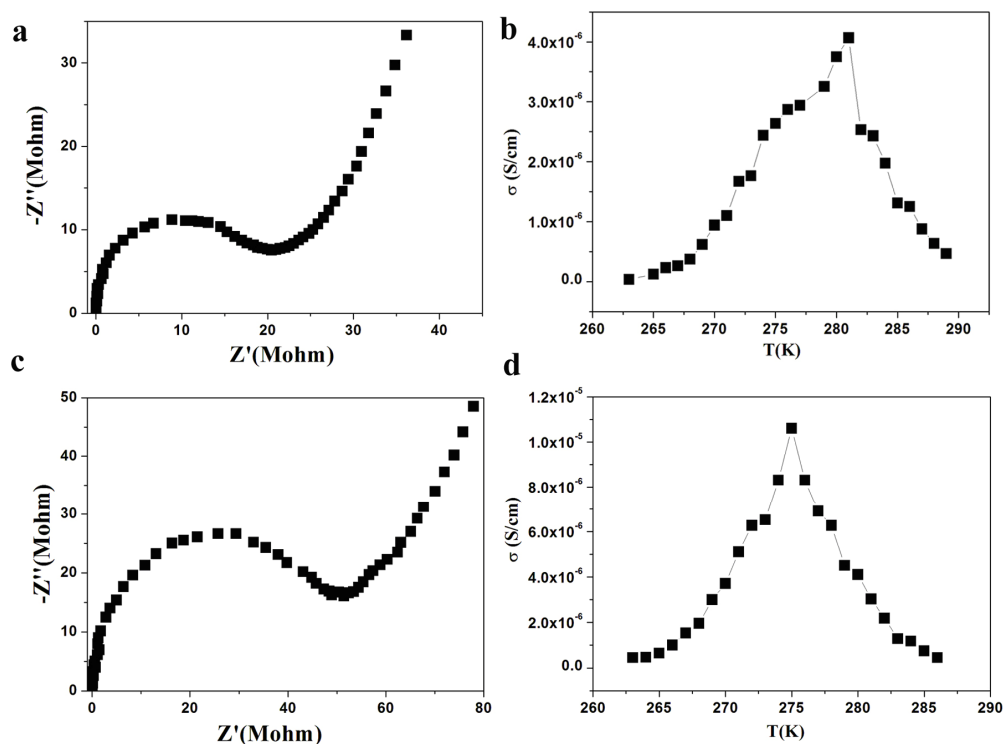 a
30
20
10
0
-Z''(Mohm)
0 10 20 30 40
Z'(Mohm)
b
4.0x10-6
3.0x10-6
2.0x10-6
1.0x10-6
0.0
σ (S/cm)
260 265 270 275 280 285 290
T(K)
c
50
40
30
20
10
0
-Z''(Mohm)
0 20 40 60 80
Z'(Mohm)
d
1.2x10-5
1.0x10-5
8.0x10-6
6.0x10-6
4.0x10-6
2.0x10-6
0.0
σ (S/cm)
260 265 270 275 280 285 290
T(K)